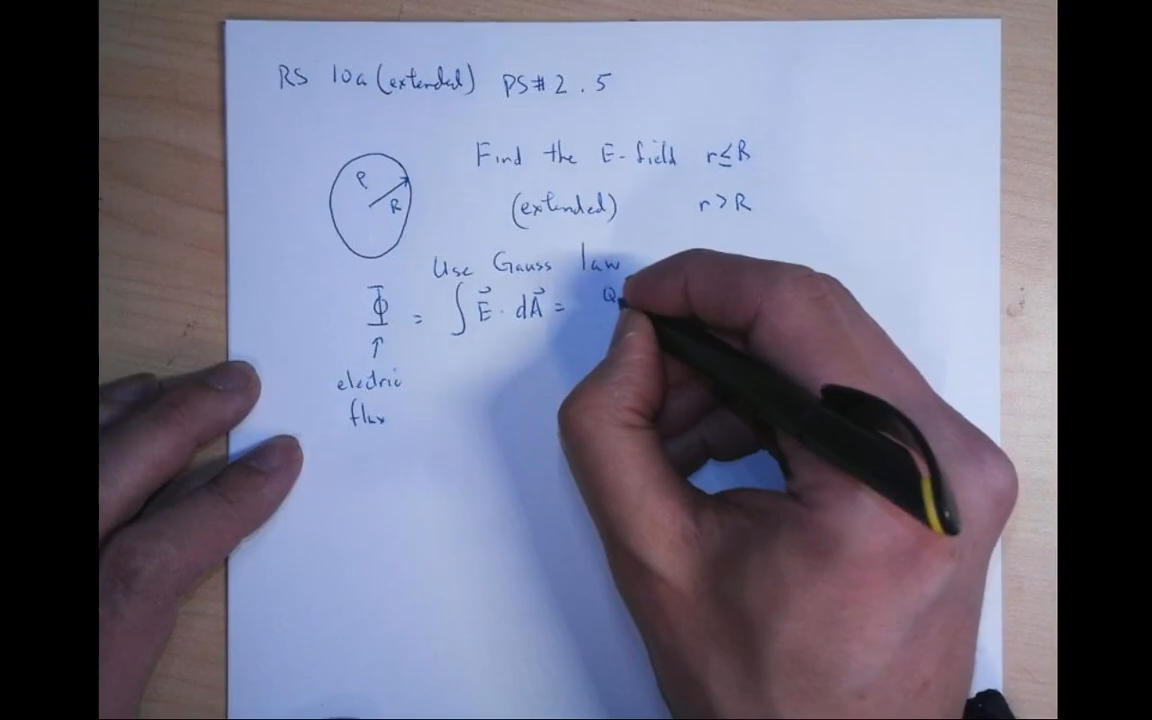 RS 10a (extended) PS# 2.5
Find the E-field r≤R
ρ
R
(extended) r>R
Use Gauss law
Φ = ∫ E⃗ · dA⃗ = Q
↑
electric
flux